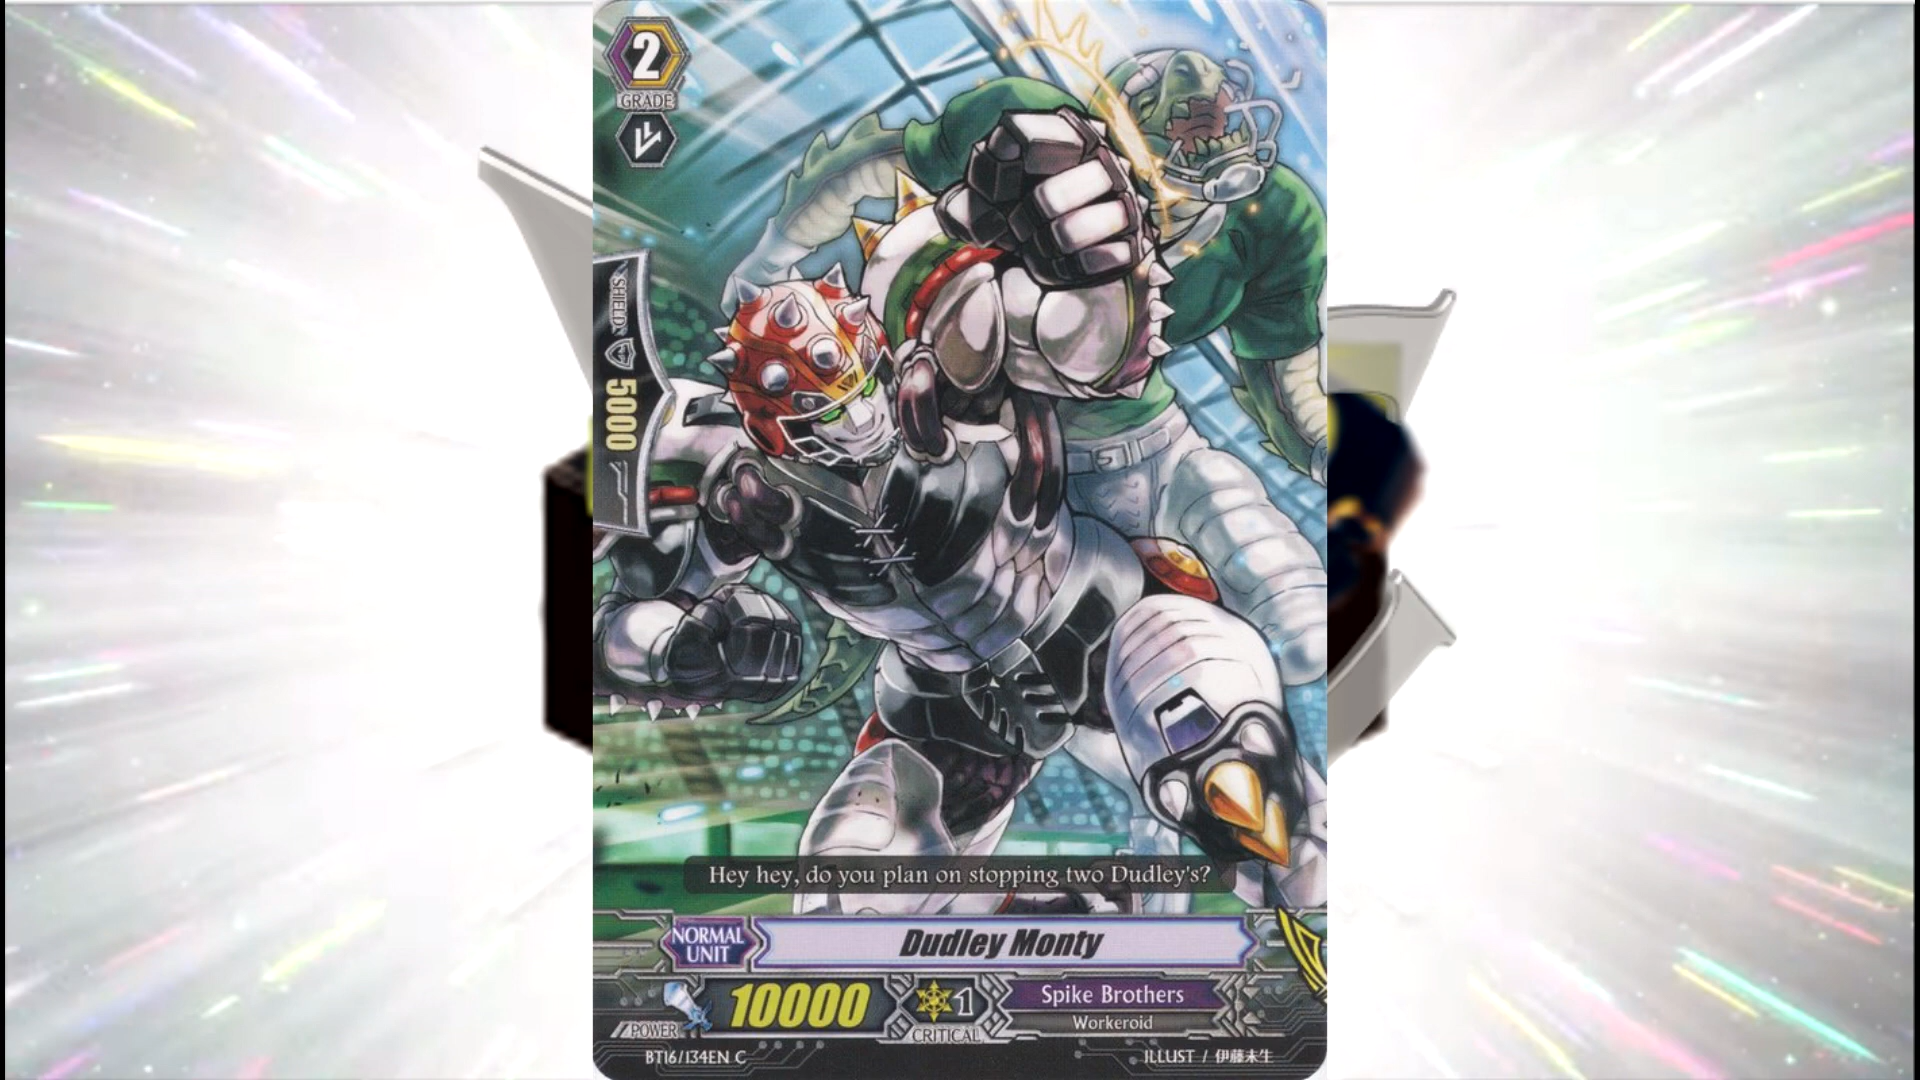 2
GRADE
SHIELD
5000
Hey hey, do you plan on stopping two Dudley's?
NORMAL
UNIT
Dudley Monty
POWER
10000
1
CRITICAL
Spike Brothers
Workeroid
BT16/134EN C
ILLUST / 伊藤未生